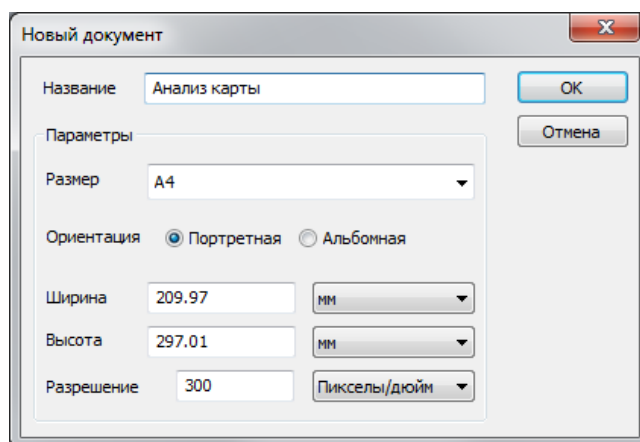 Новый документ
Название Анализ карты OK
Параметры Отмена
Размер A4
Ориентация Портретная Альбомная
Ширина 209.97 мм
Высота 297.01 мм
Разрешение 300 Пикселы/дюйм